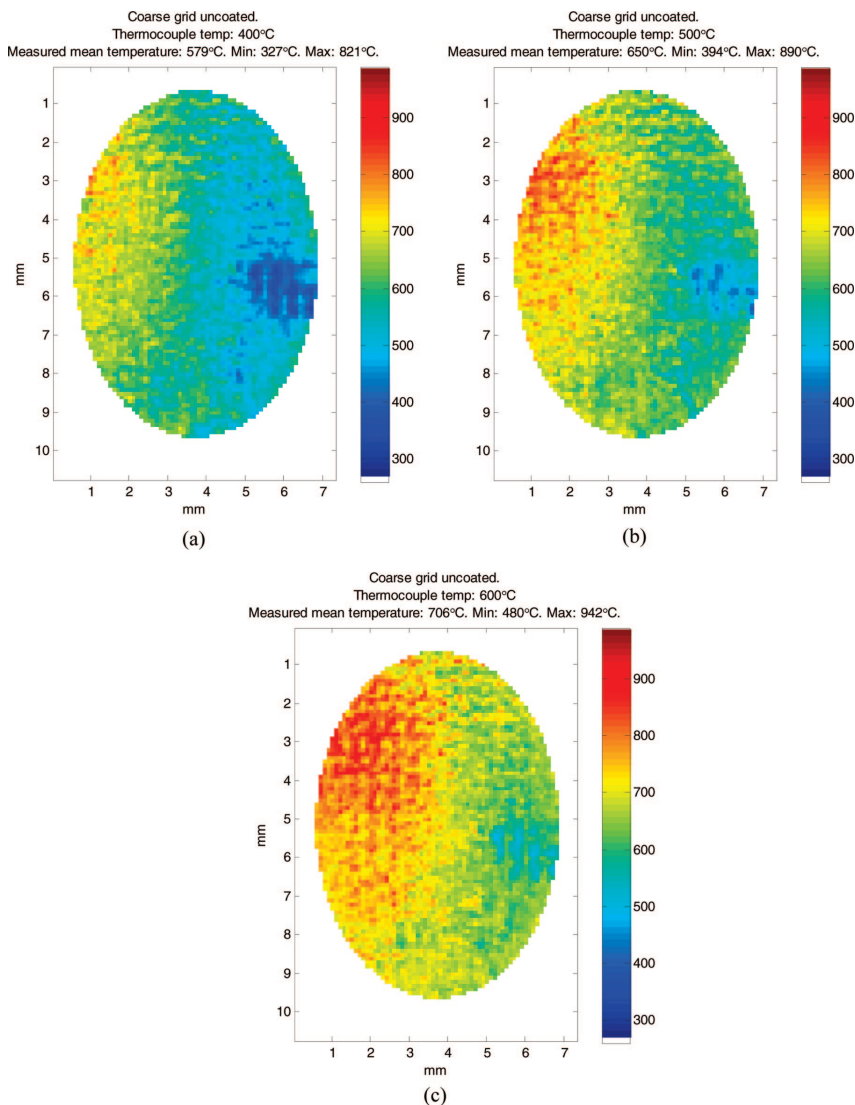 Coarse grid uncoated.
Thermocouple temp: 400°C
Measured mean temperature: 579°C. Min: 327°C. Max: 821°C.
1
2
3
4
5
6
7
8
9
10
mm
1 2 3 4 5 6 7
mm
900
800
700
600
500
400
300
(a)
Coarse grid uncoated.
Thermocouple temp: 500°C
Measured mean temperature: 650°C. Min: 394°C. Max: 890°C.
1
2
3
4
5
6
7
8
9
10
mm
1 2 3 4 5 6 7
mm
900
800
700
600
500
400
300
(b)
Coarse grid uncoated.
Thermocouple temp: 600°C
Measured mean temperature: 706°C. Min: 480°C. Max: 942°C.
1
2
3
4
5
6
7
8
9
10
mm
1 2 3 4 5 6 7
mm
900
800
700
600
500
400
300
(c)